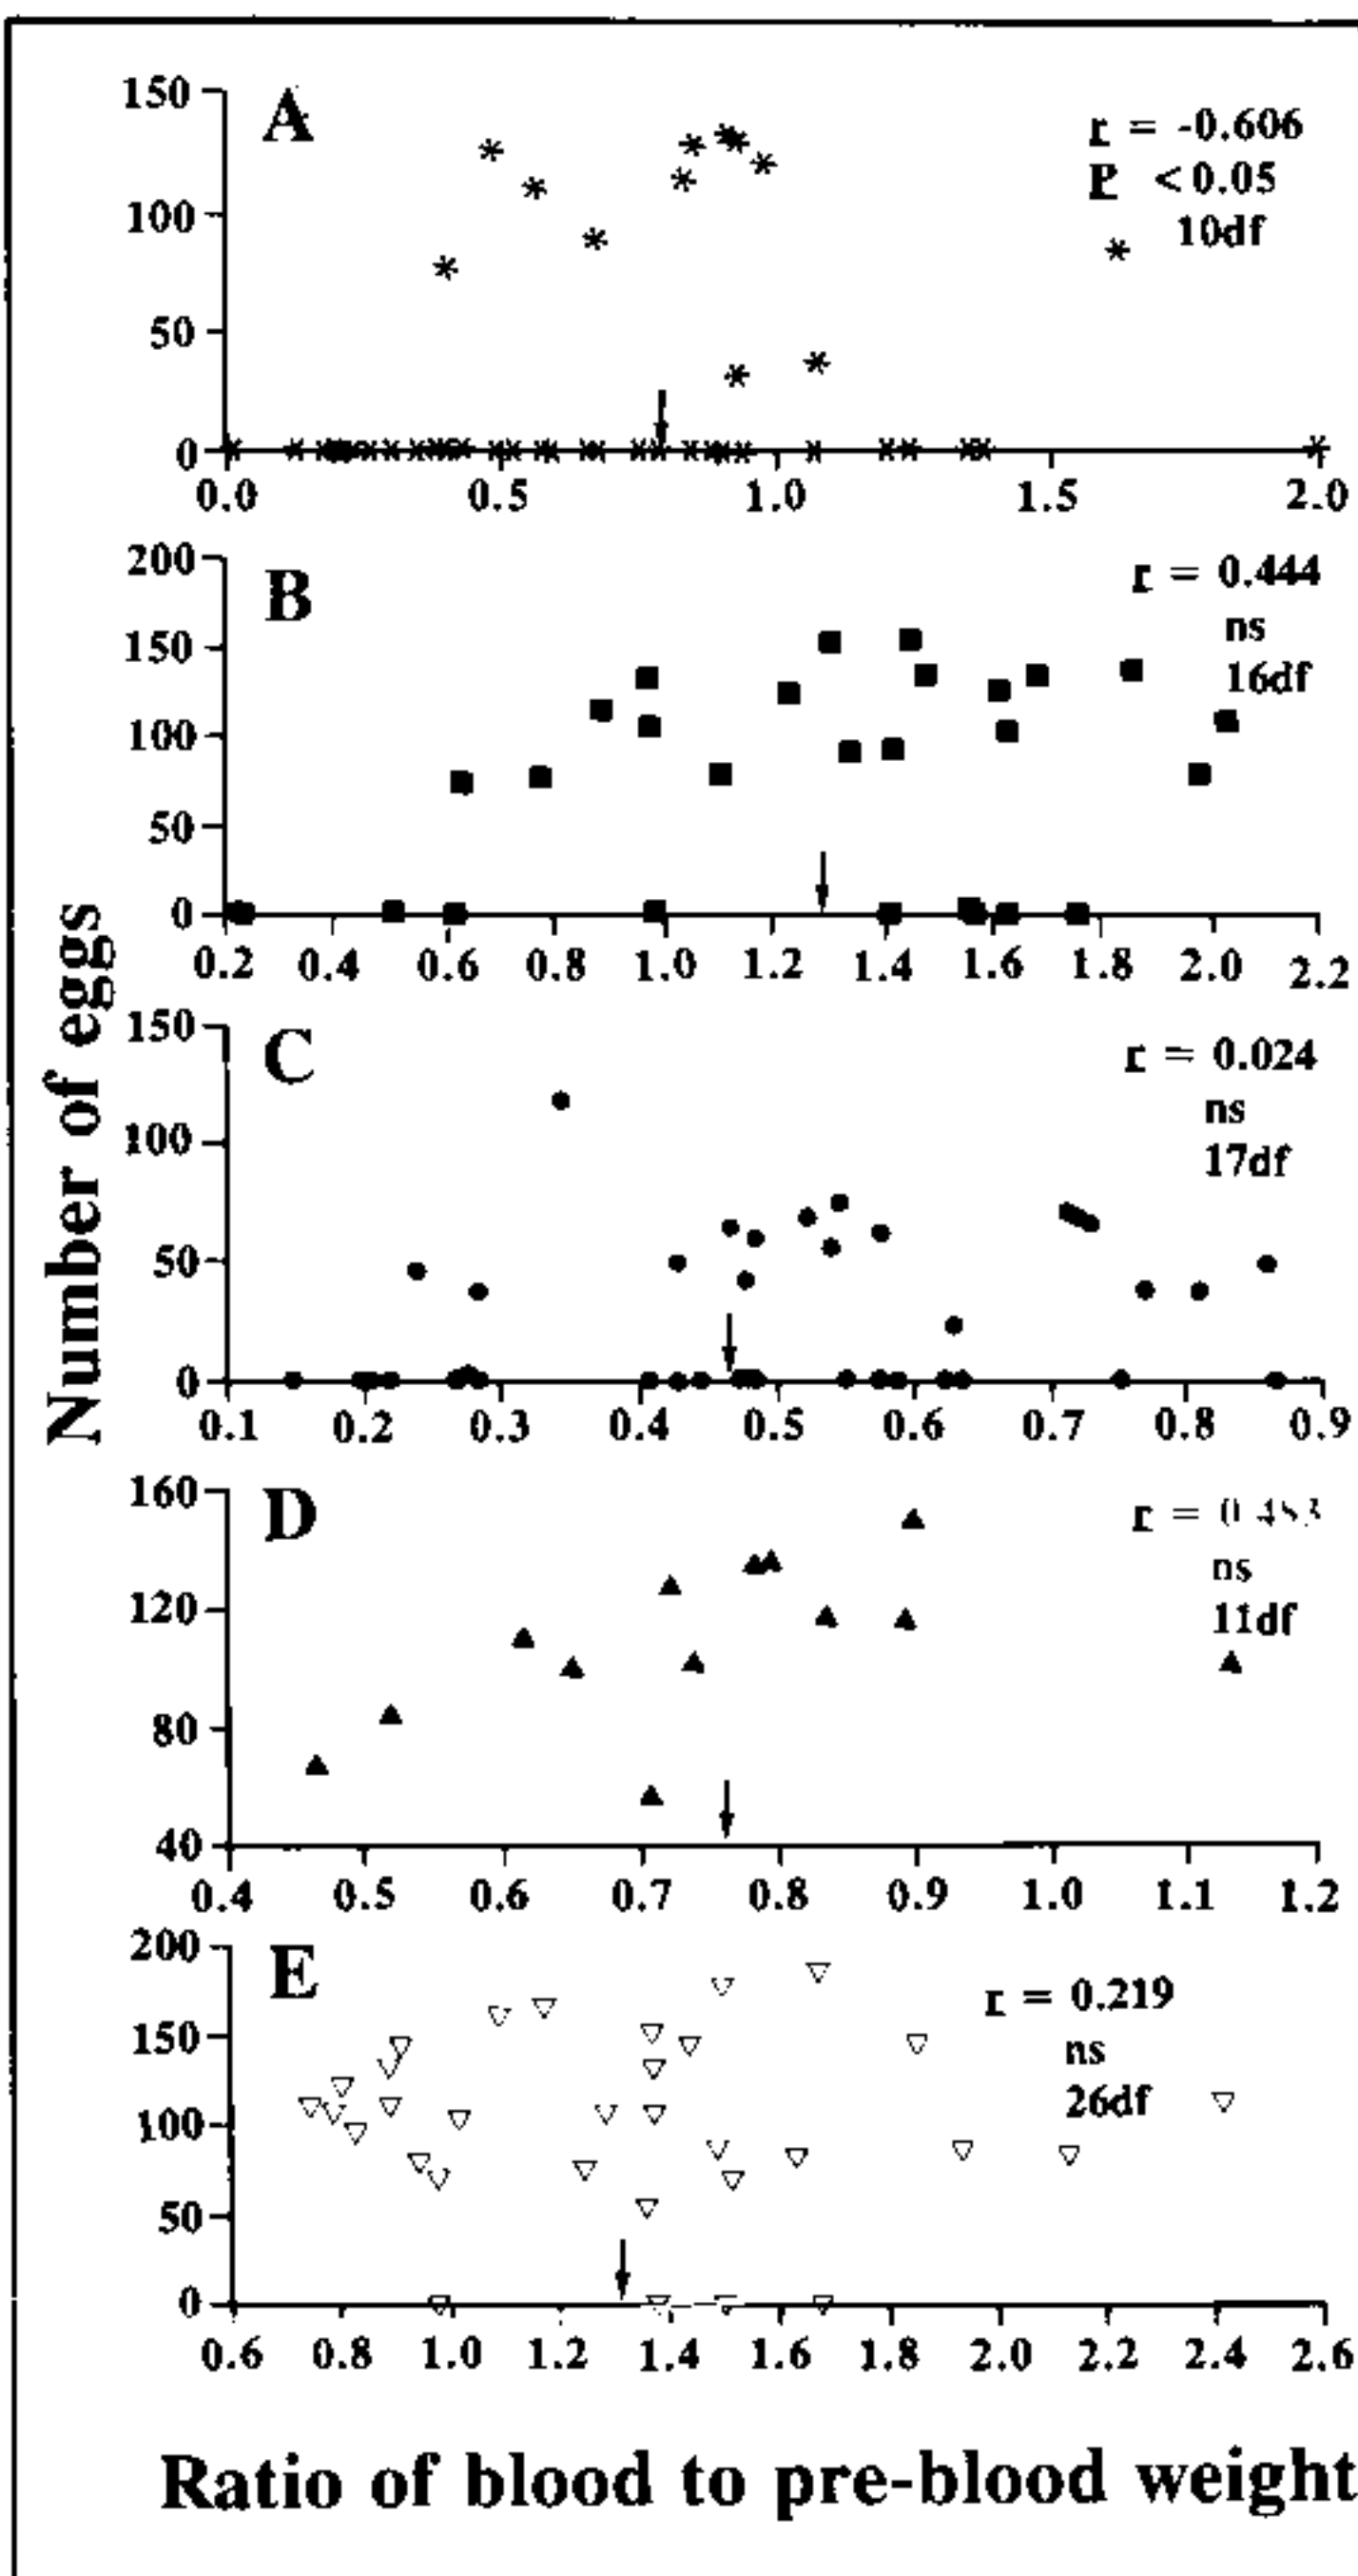 Number of eggs
150
A
r = -0.606
P <0.05
10df
100
50
0
0.0 0.5 1.0 1.5 2.0
200
B
r = 0.444
ns
16df
150
100
50
0
0.2 0.4 0.6 0.8 1.0 1.2 1.4 1.6 1.8 2.0 2.2
150
C
r = 0.024
ns
17df
100
50
0
0.1 0.2 0.3 0.4 0.5 0.6 0.7 0.8 0.9
160
D
r =
ns
11df
120
80
40
0.4 0.5 0.6 0.7 0.8 0.9 1.0 1.1 1.2
200
E
r = 0.219
ns
26df
150
100
50
0
0.6 0.8 1.0 1.2 1.4 1.6 1.8 2.0 2.2 2.4 2.6
Ratio of blood to pre-blood weight